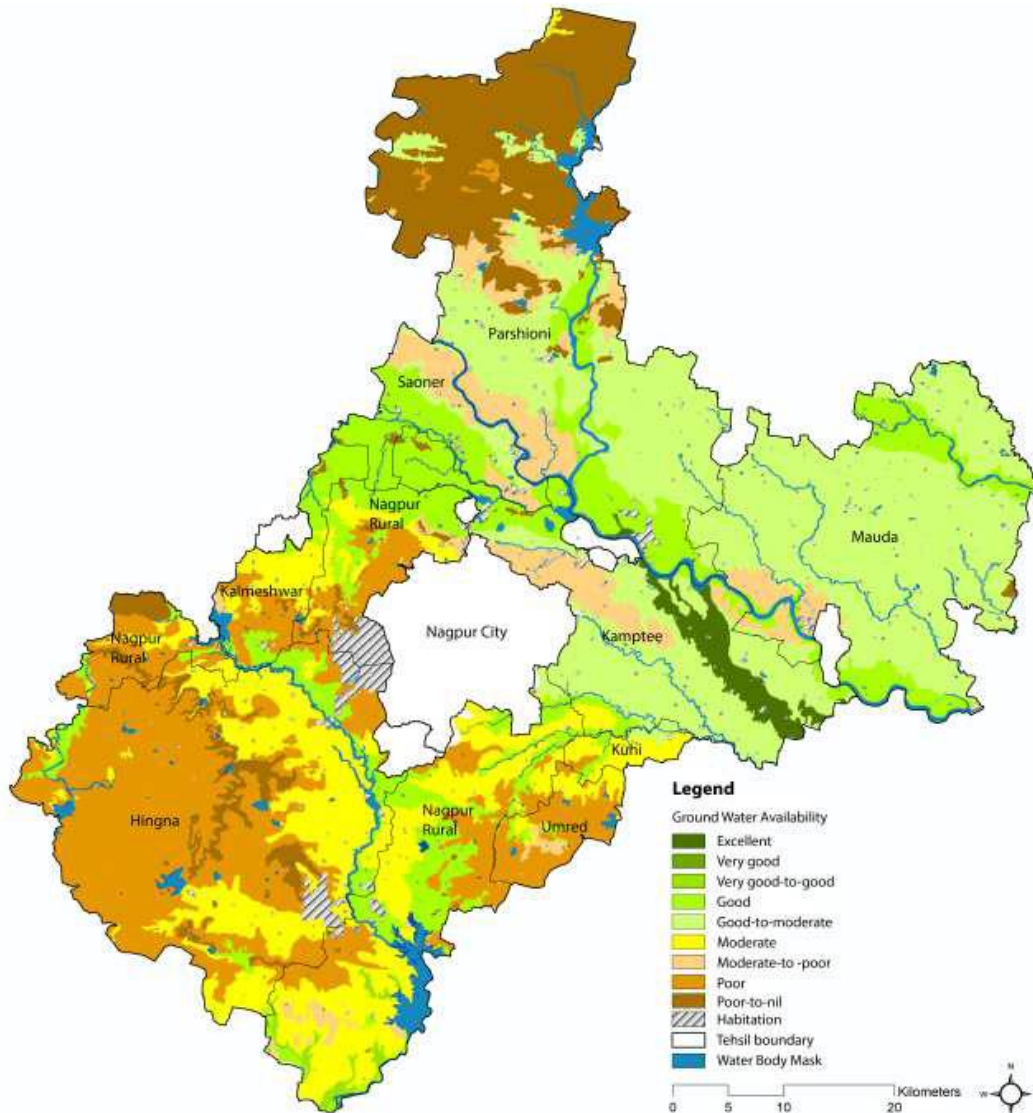 Parshioni
Saoner
Nagpur
Rural
Mauda
Kalmeshwar
Nagpur City
Kamptee
Nagpur
Rural
Kuhi
Hingna
Nagpur
Rural
Umred
Legend
Ground Water Availability
Excellent
Very good
Very good-to-good
Good
Good-to-moderate
Moderate
Moderate-to -poor
Poor
Poor-to-nil
Habitation
Tehsil boundary
Water Body Mask
Kilometers
0 5 10 20
N
W
S